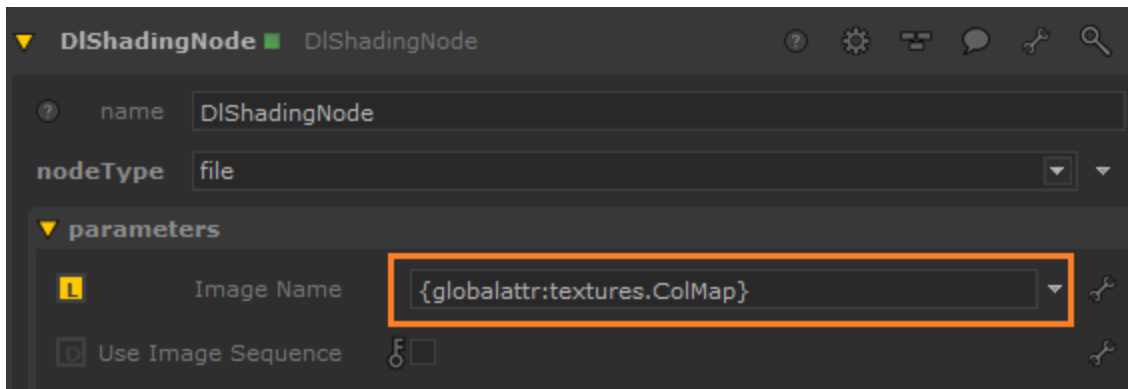 DlShadingNode DlShadingNode ?
? name DlShadingNode
nodeType file
parameters
L Image Name {globalattr:textures.ColMap}
D Use Image Sequence